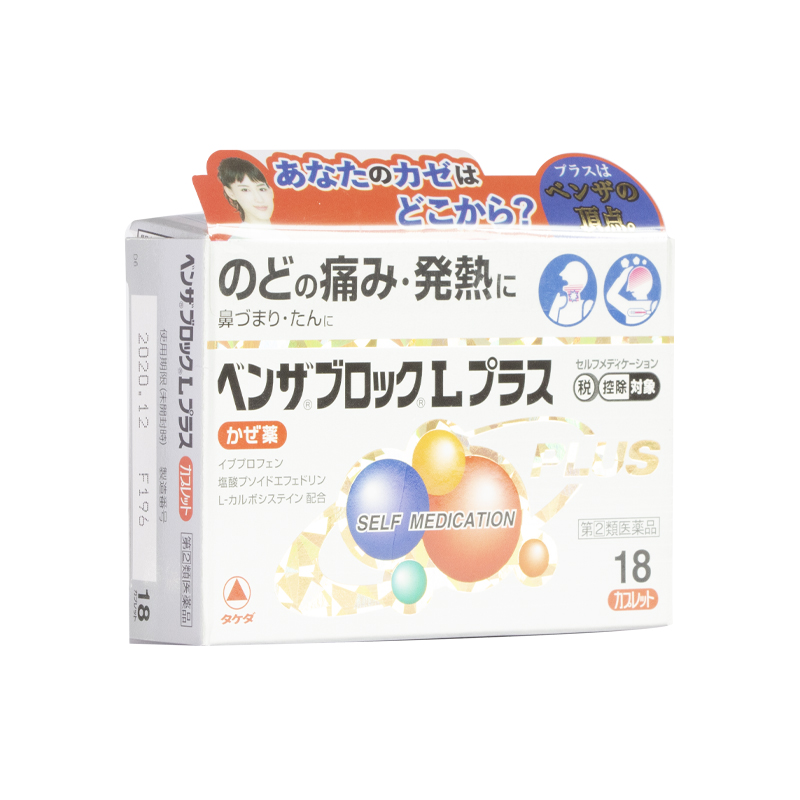 あなたのカゼは
どこから?
プラスは
ベンザの
頂点。
のどの痛み・発熱に
鼻づまり・たんに
ベンザ®ブロック®Lプラス
かぜ薬
セルフメディケーション
税 控除 対象
PLUS
イブプロフェン
塩酸プソイドエフェドリン
L-カルボシステイン 配合
SELF MEDICATION
第②類医薬品
18
カプレット
タケダ
ベンザ®ブロック®Lプラス
カプレット
第②類医薬品
使用期限(未開封時)
製造番号
2020.12
F196
18
カプレット